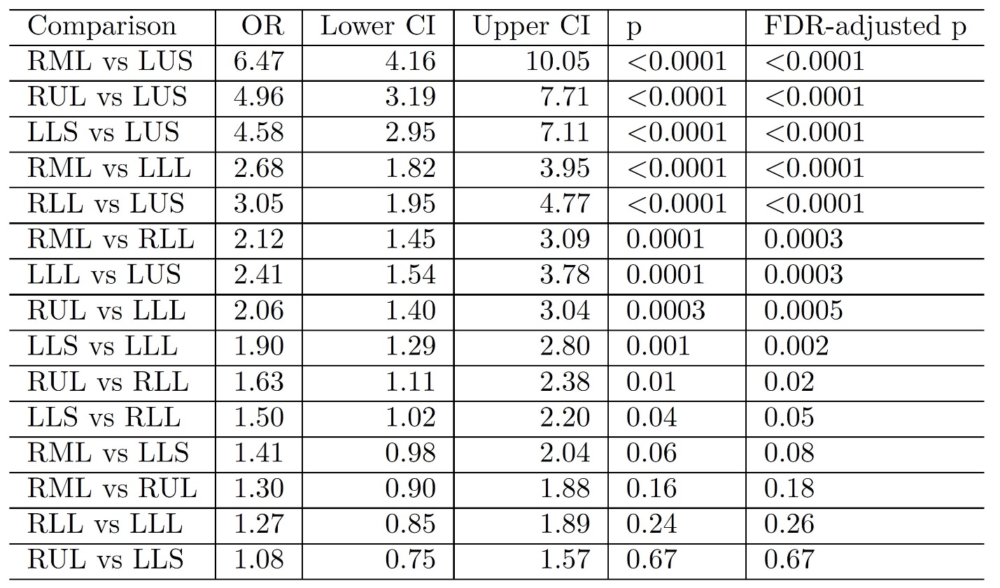 Comparison OR Lower CI Upper CI p FDR-adjusted p
RML vs LUS 6.47 4.16 10.05 <0.0001 <0.0001
RUL vs LUS 4.96 3.19 7.71 <0.0001 <0.0001
LLS vs LUS 4.58 2.95 7.11 <0.0001 <0.0001
RML vs LLL 2.68 1.82 3.95 <0.0001 <0.0001
RLL vs LUS 3.05 1.95 4.77 <0.0001 <0.0001
RML vs RLL 2.12 1.45 3.09 0.0001 0.0003
LLL vs LUS 2.41 1.54 3.78 0.0001 0.0003
RUL vs LLL 2.06 1.40 3.04 0.0003 0.0005
LLS vs LLL 1.90 1.29 2.80 0.001 0.002
RUL vs RLL 1.63 1.11 2.38 0.01 0.02
LLS vs RLL 1.50 1.02 2.20 0.04 0.05
RML vs LLS 1.41 0.98 2.04 0.06 0.08
RML vs RUL 1.30 0.90 1.88 0.16 0.18
RLL vs LLL 1.27 0.85 1.89 0.24 0.26
RUL vs LLS 1.08 0.75 1.57 0.67 0.67